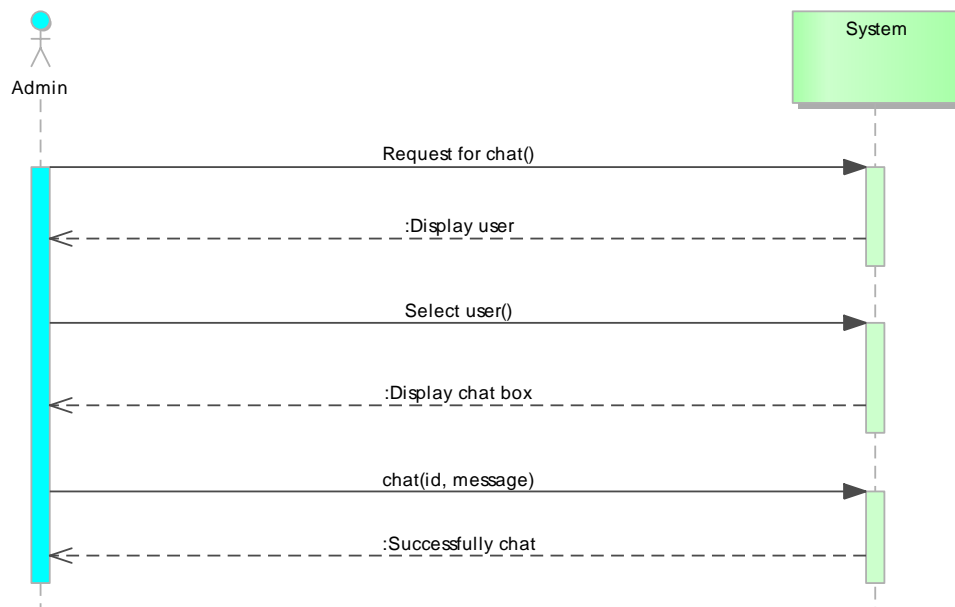 Admin
System
Request for chat()
:Display user
Select user()
:Display chat box
chat(id, message)
:Successfully chat